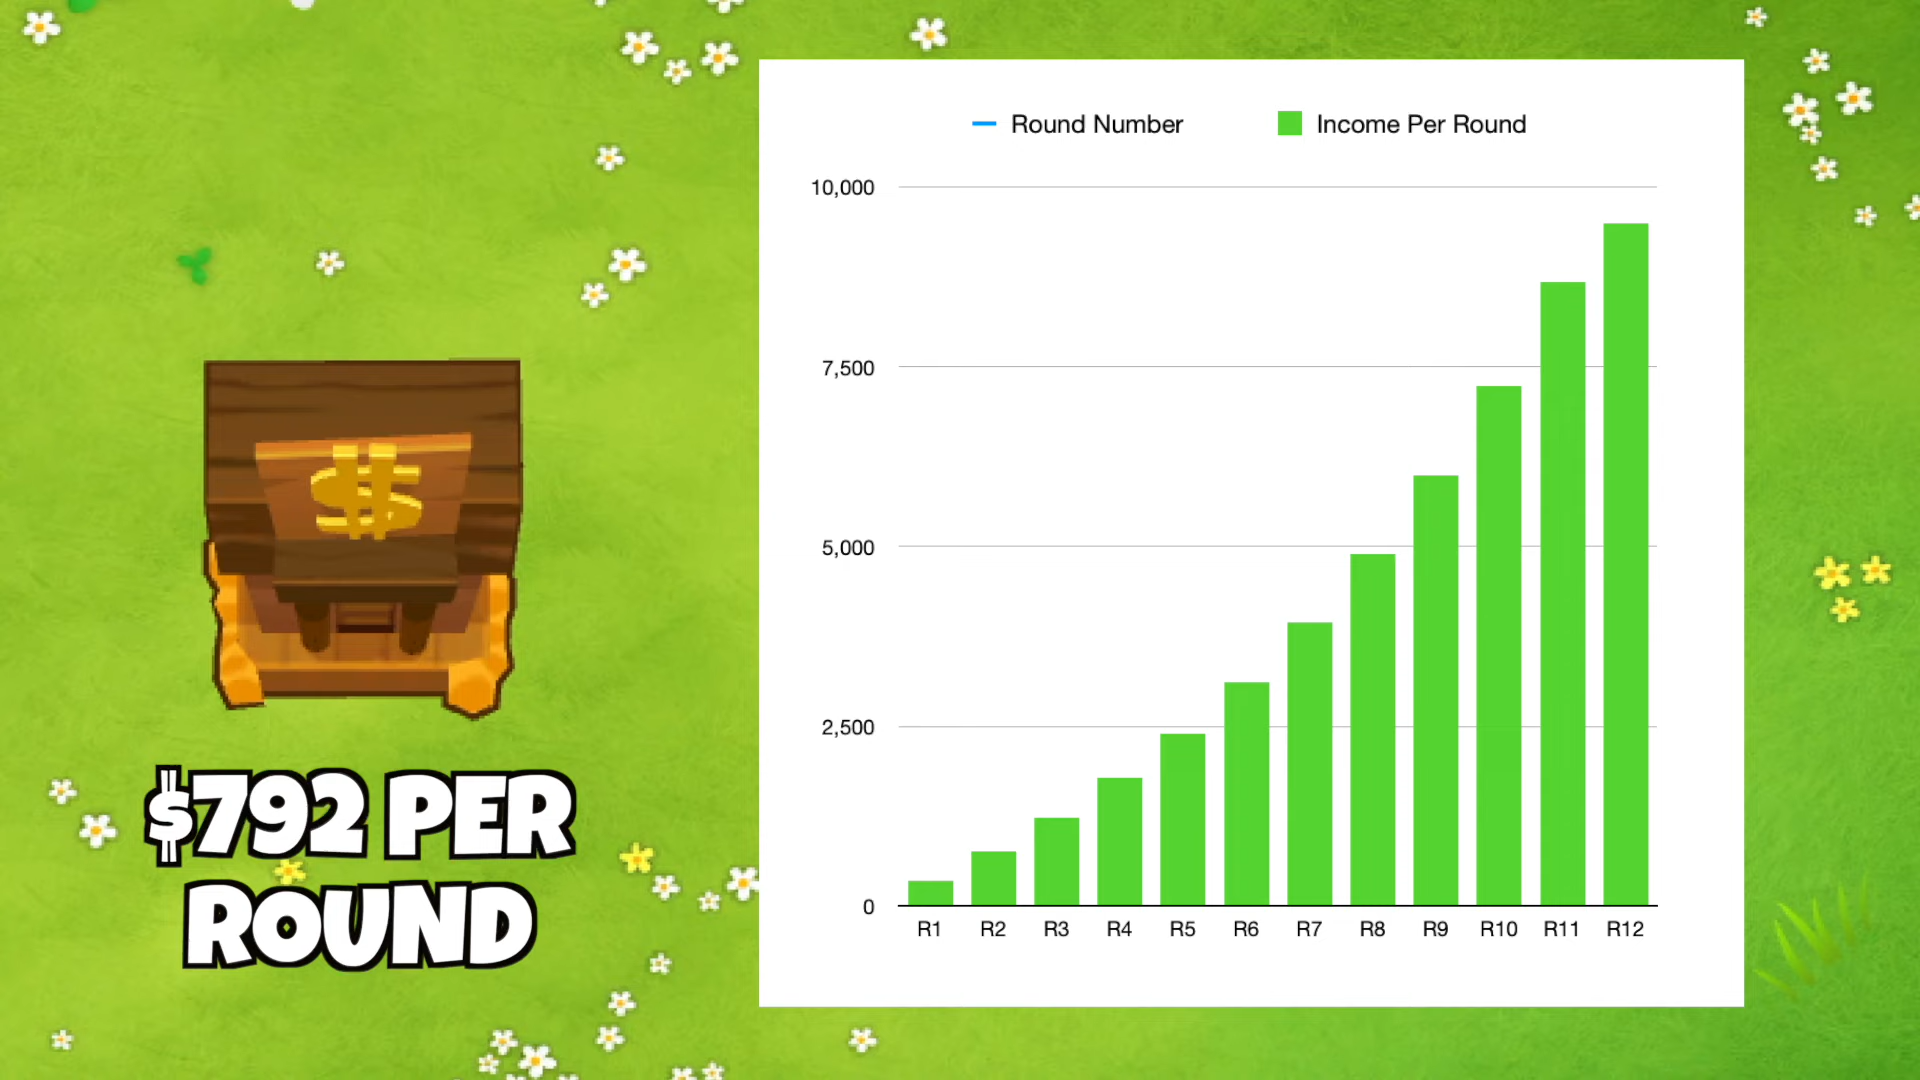 $
$792 PER
ROUND
Round Number
Income Per Round
10,000
7,500
5,000
2,500
0
R1 R2 R3 R4 R5 R6 R7 R8 R9 R10 R11 R12